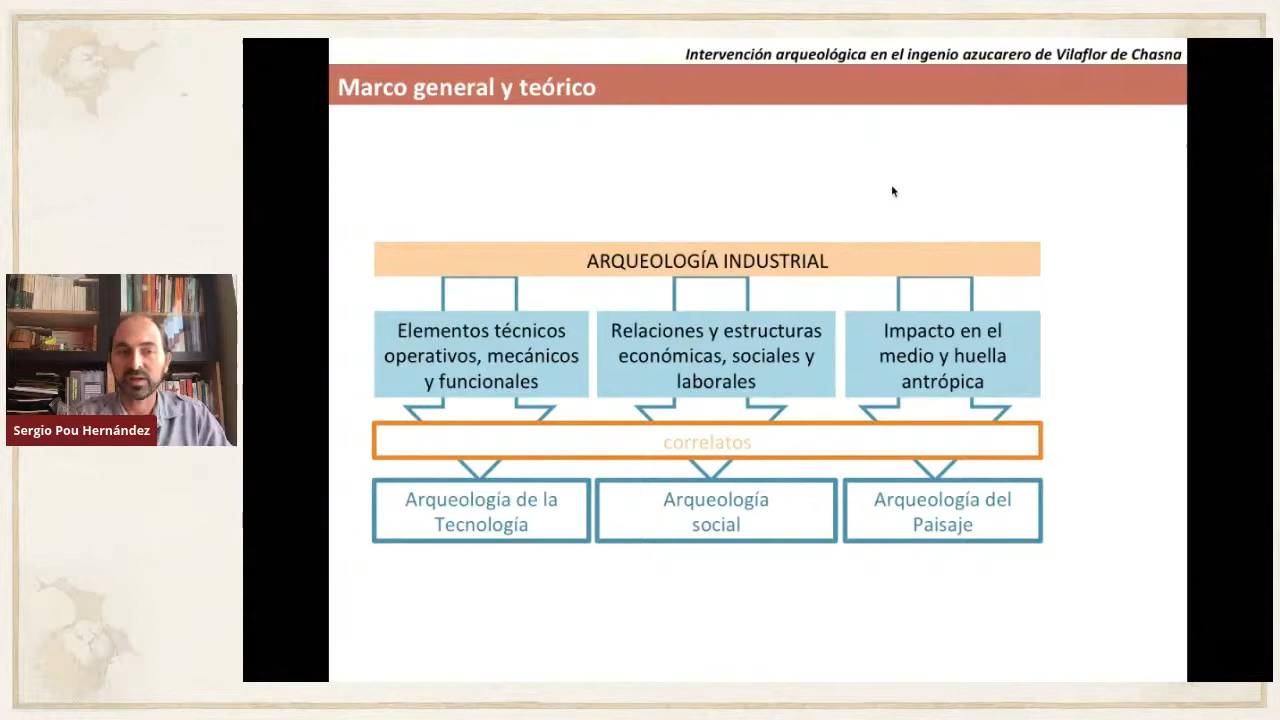 Intervención arqueológica en el ingenio azucarero de Vilaflor de Chasna
Marco general y teórico
ARQUEOLOGÍA INDUSTRIAL
Elementos técnicos
operativos, mecánicos
y funcionales
Relaciones y estructuras
económicas, sociales y
laborales
Impacto en el
medio y huella
antrópica
correlatos
Arqueología de la
Tecnología
Arqueología
social
Arqueología del
Paisaje
Sergio Pou Hernández